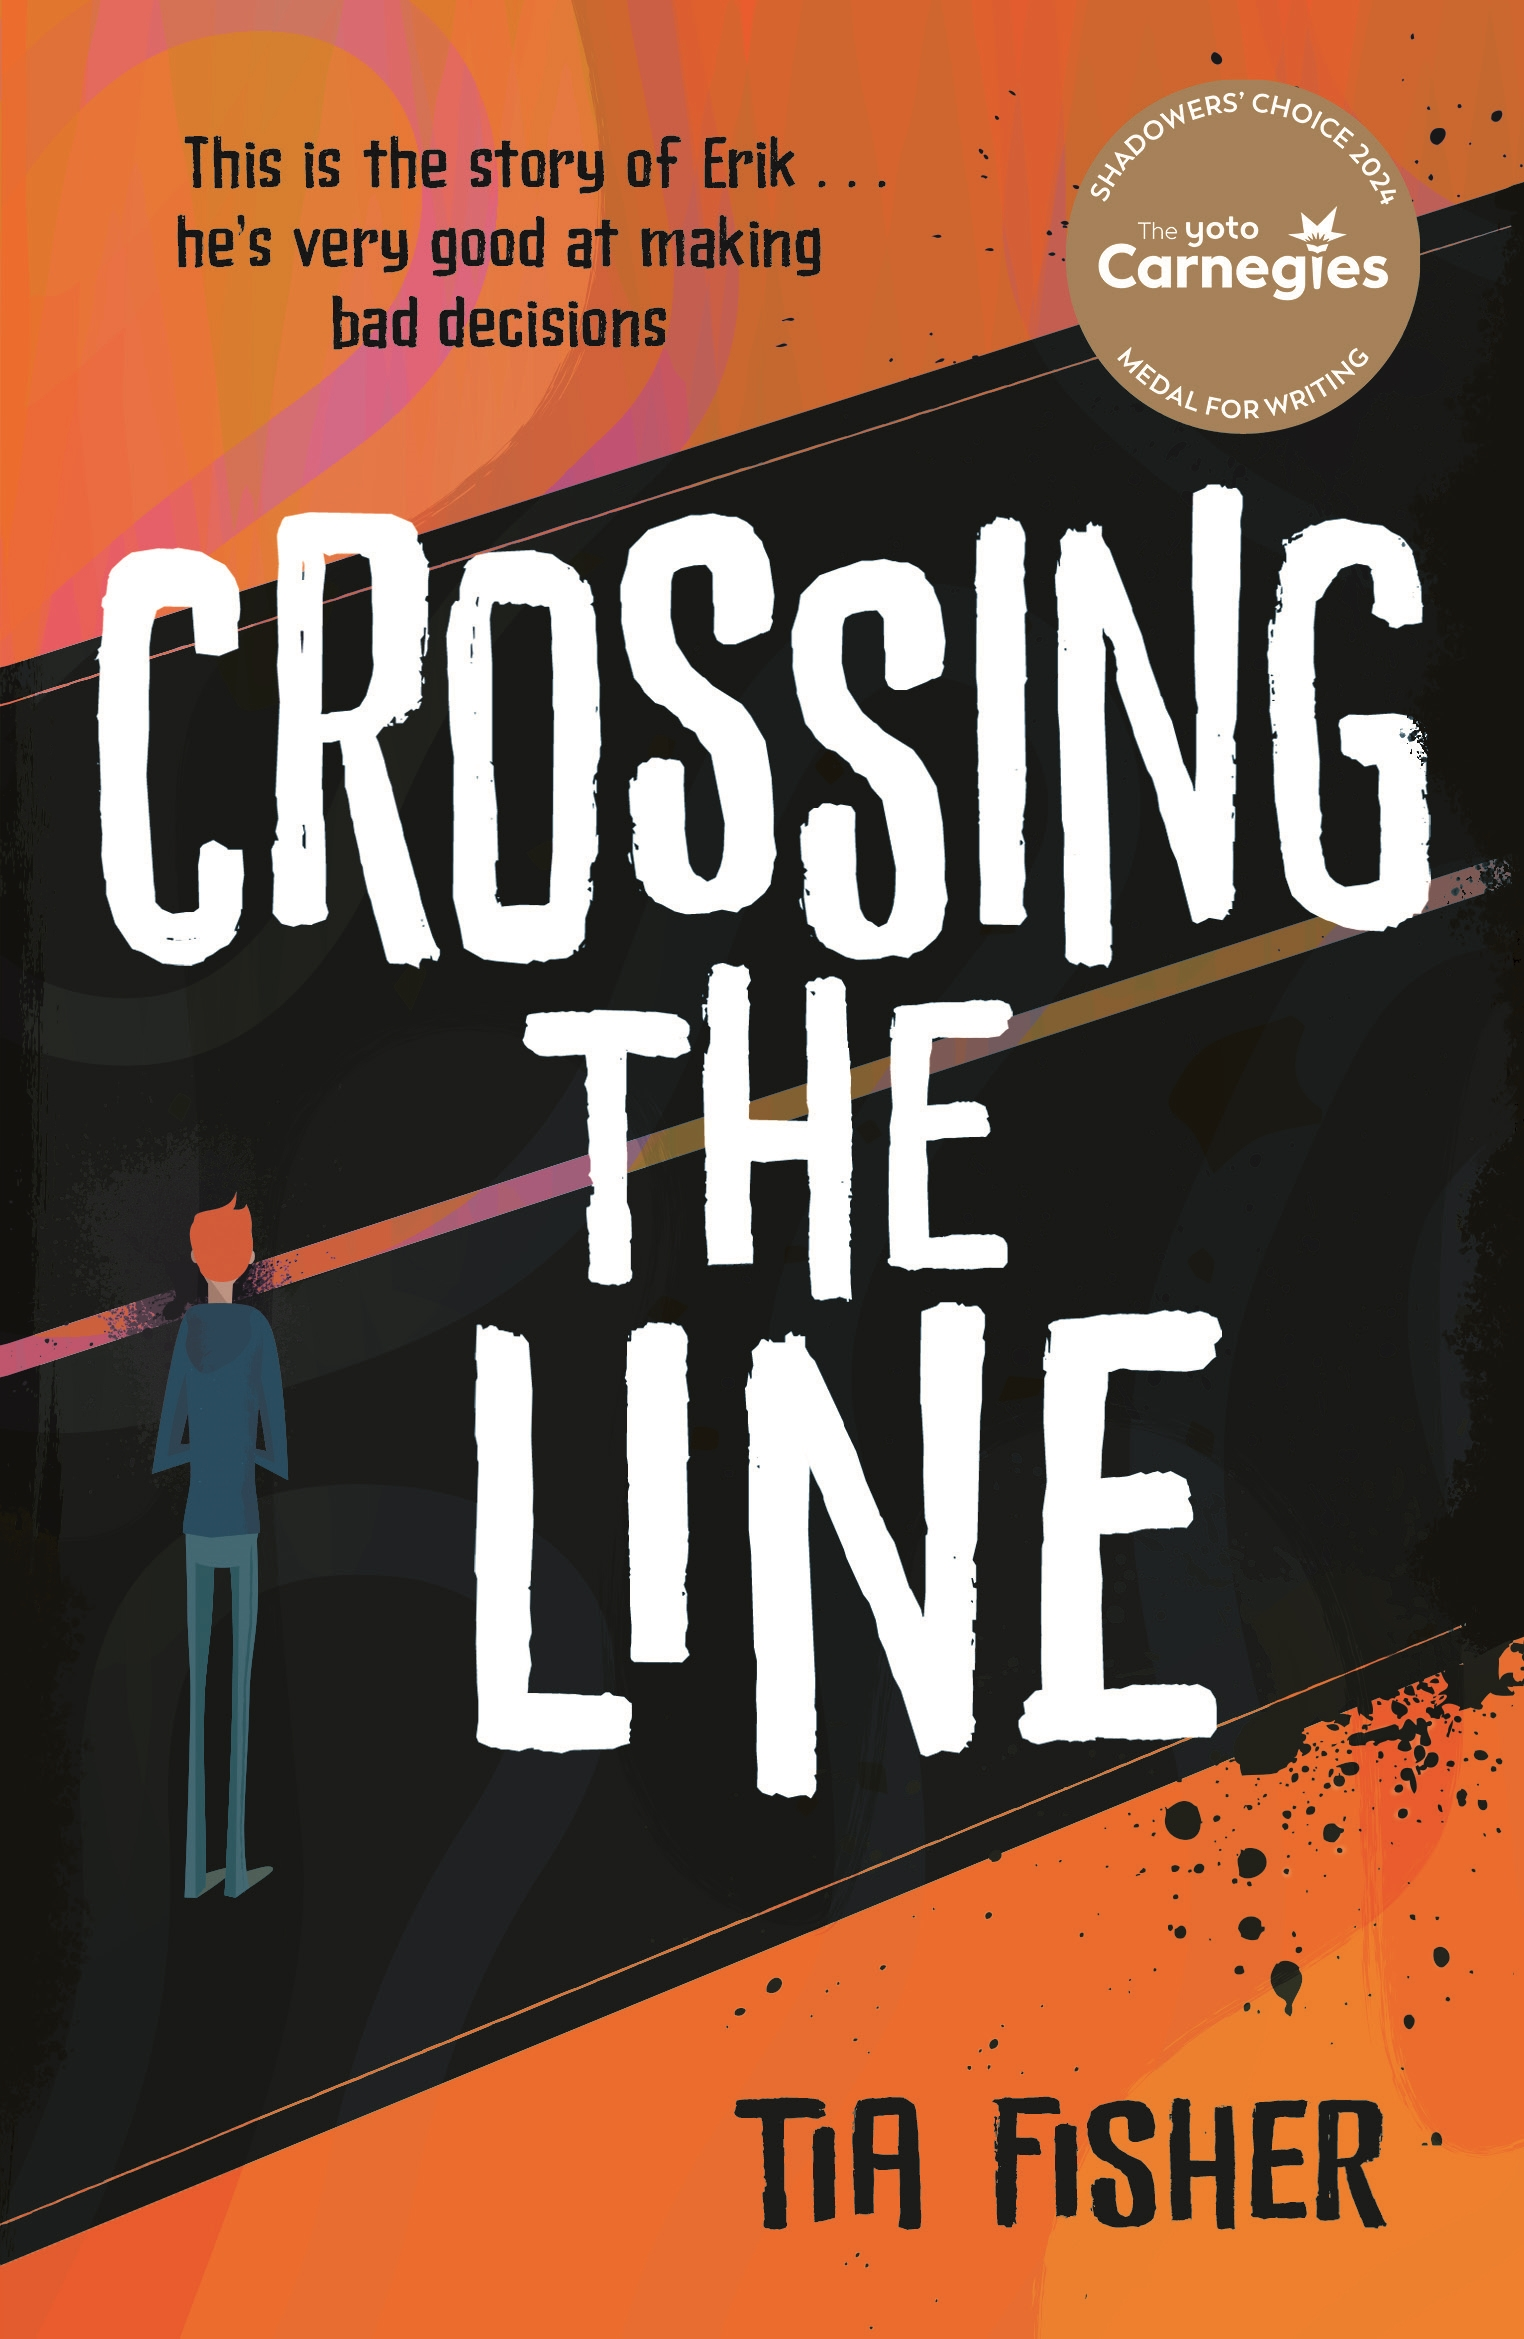 This is the story of Erik . . .
he's very good at making
bad decisions
SHADOWERS' CHOICE 2024
The yoto
Carnegies
MEDAL FOR WRITING
CROSSING
THE
LINE
TiA FiSHER